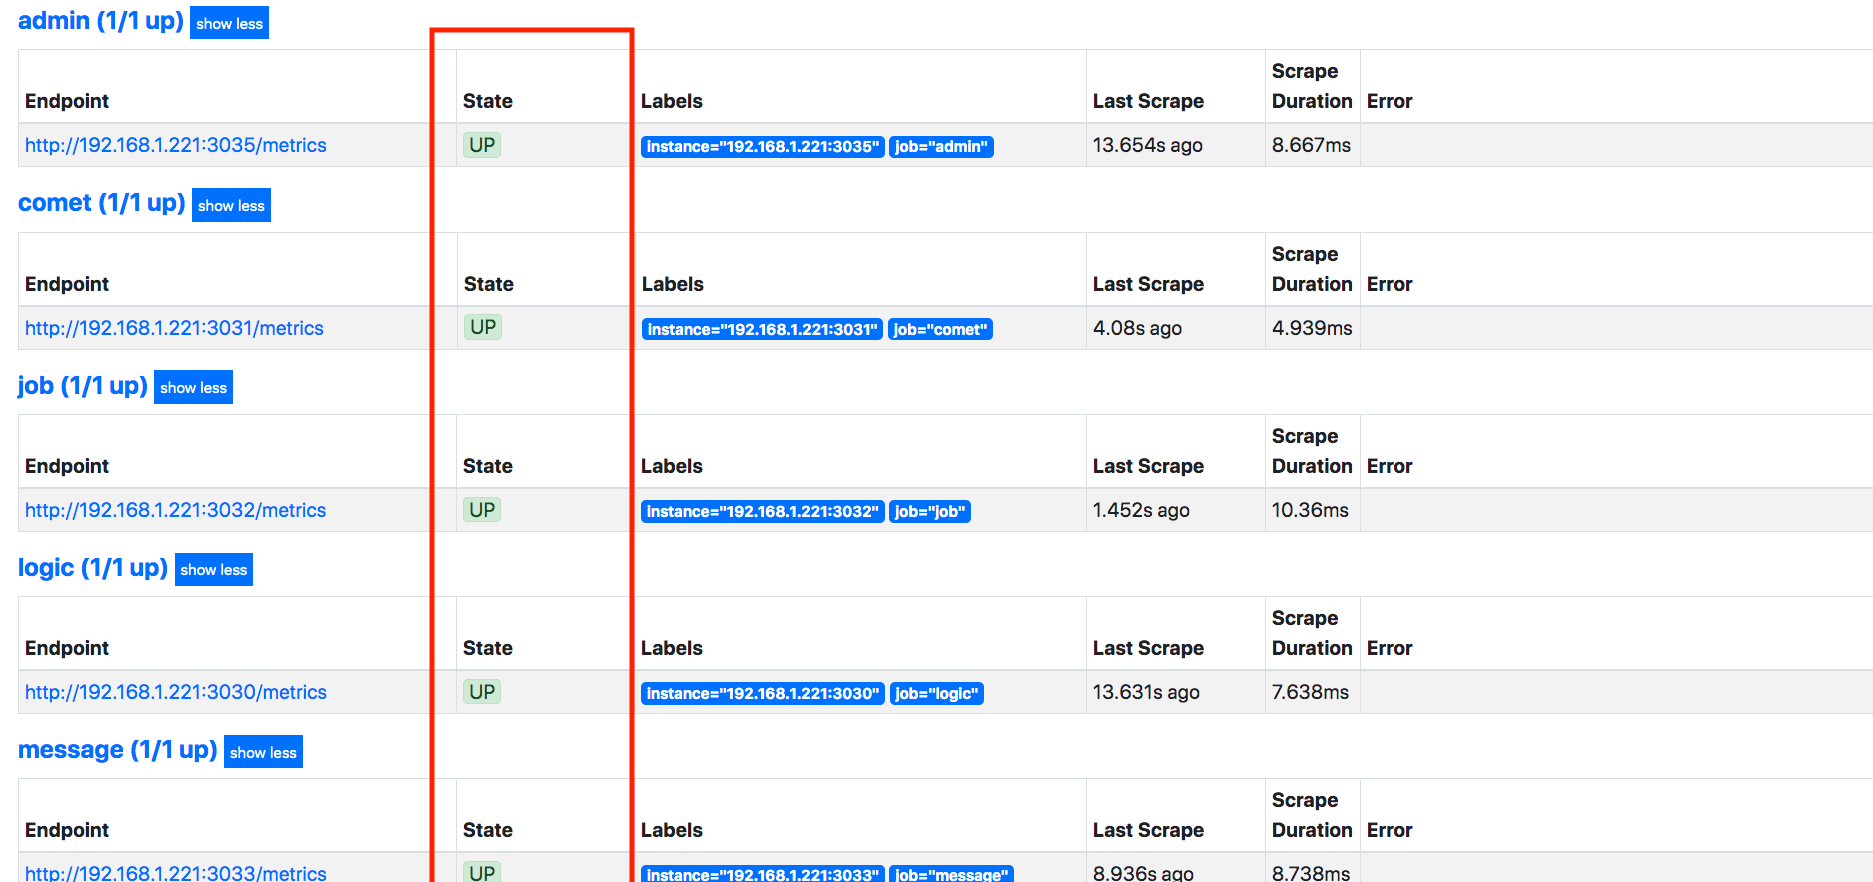 admin (1/1 up) show less
Endpoint State Labels Last Scrape Scrape Duration Error
http://192.168.1.221:3035/metrics UP instance="192.168.1.221:3035" job="admin" 13.654s ago 8.667ms
comet (1/1 up) show less
Endpoint State Labels Last Scrape Scrape Duration Error
http://192.168.1.221:3031/metrics UP instance="192.168.1.221:3031" job="comet" 4.08s ago 4.939ms
job (1/1 up) show less
Endpoint State Labels Last Scrape Scrape Duration Error
http://192.168.1.221:3032/metrics UP instance="192.168.1.221:3032" job="job" 1.452s ago 10.36ms
logic (1/1 up) show less
Endpoint State Labels Last Scrape Scrape Duration Error
http://192.168.1.221:3030/metrics UP instance="192.168.1.221:3030" job="logic" 13.631s ago 7.638ms
message (1/1 up) show less
Endpoint State Labels Last Scrape Scrape Duration Error
http://192.168.1.221:3033/metrics UP instance="192.168.1.221:3033" job="message" 8.936s ago 8.738ms